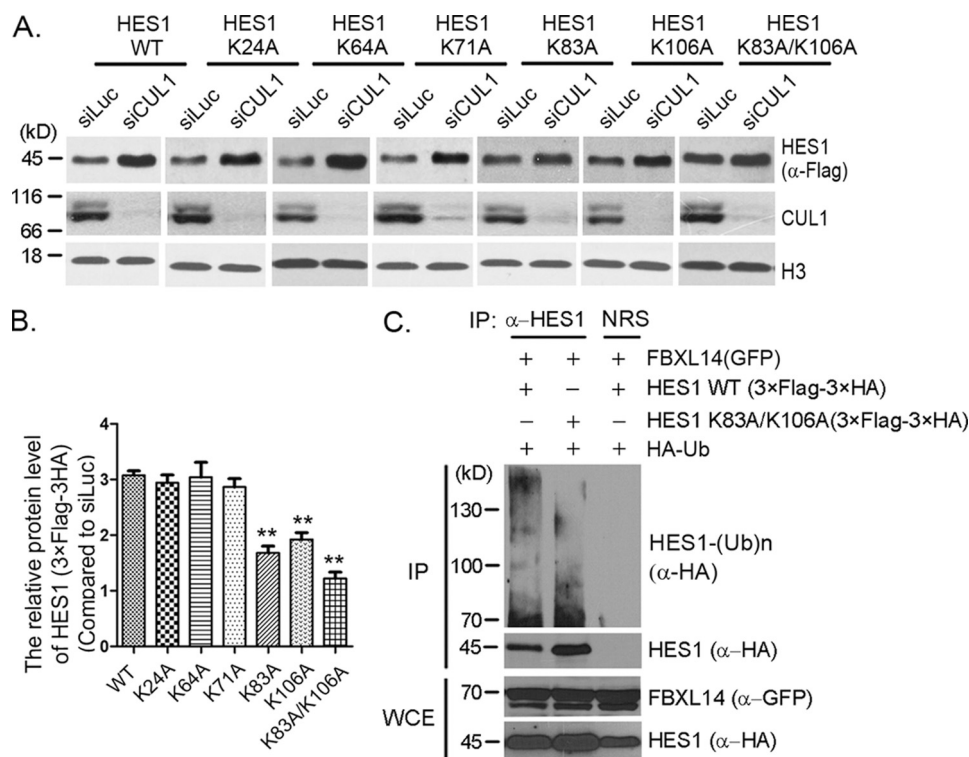 A.
HES1 HES1 HES1 HES1 HES1 HES1 HES1
WT K24A K64A K71A K83A K106A K83A/K106A
siLuc siCUL1 siLuc siCUL1 siLuc siCUL1 siLuc siCUL1 siLuc siCUL1 siLuc siCUL1 siLuc siCUL1
(kD)
45 HES1
(α-Flag)
116
CUL1
66
18
H3
B.
The relative protein level
of HES1 (3×Flag-3HA)
(Compared to siLuc)
4
3
2
1
0
** ** **
WT K24A K64A K71A K83A K106A K83A/K106A
C.
IP: α–HES1 NRS
+ + + FBXL14(GFP)
+ – + HES1 WT (3×Flag-3×HA)
– + – HES1 K83A/K106A(3×Flag-3×HA)
+ + + HA-Ub
(kD)
130
HES1-(Ub)n
IP 100 (α-HA)
70
45 HES1 (α–HA)
70 FBXL14 (α–GFP)
WCE
45 HES1 (α–HA)